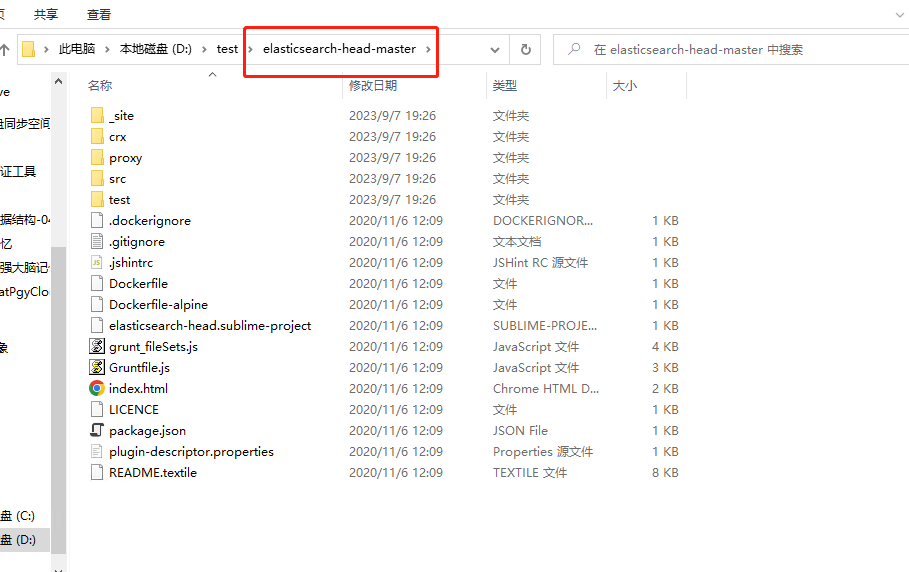 页 共享 查看
此电脑 本地磁盘 (D:) test elasticsearch-head-master 在 elasticsearch-head-master 中搜索
名称 修改日期 类型 大小
_site 2023/9/7 19:26 文件夹
crx 2023/9/7 19:26 文件夹
proxy 2023/9/7 19:26 文件夹
src 2023/9/7 19:26 文件夹
test 2023/9/7 19:26 文件夹
.dockerignore 2020/11/6 12:09 DOCKERIGNOR... 1 KB
.gitignore 2020/11/6 12:09 文本文档 1 KB
.jshintrc 2020/11/6 12:09 JSHint RC 源文件 1 KB
Dockerfile 2020/11/6 12:09 文件 1 KB
Dockerfile-alpine 2020/11/6 12:09 文件 1 KB
elasticsearch-head.sublime-project 2020/11/6 12:09 SUBLIME-PROJE... 1 KB
grunt_fileSets.js 2020/11/6 12:09 JavaScript 文件 4 KB
Gruntfile.js 2020/11/6 12:09 JavaScript 文件 3 KB
index.html 2020/11/6 12:09 Chrome HTML D... 2 KB
LICENCE 2020/11/6 12:09 文件 1 KB
package.json 2020/11/6 12:09 JSON File 1 KB
plugin-descriptor.properties 2020/11/6 12:09 Properties 源文件 1 KB
README.textile 2020/11/6 12:09 TEXTILE 文件 8 KB
ve
盘同步空间
证工具
据结构-04
忆
强大脑记
atPgyClo
象
盘 (C:)
盘 (D:)